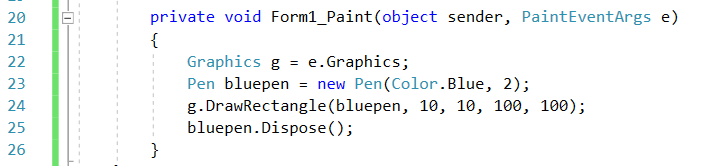 20 private void Form1_Paint(object sender, PaintEventArgs e)
21 {
22 Graphics g = e.Graphics;
23 Pen bluepen = new Pen(Color.Blue, 2);
24 g.DrawRectangle(bluepen, 10, 10, 100, 100);
25 bluepen.Dispose();
26 }